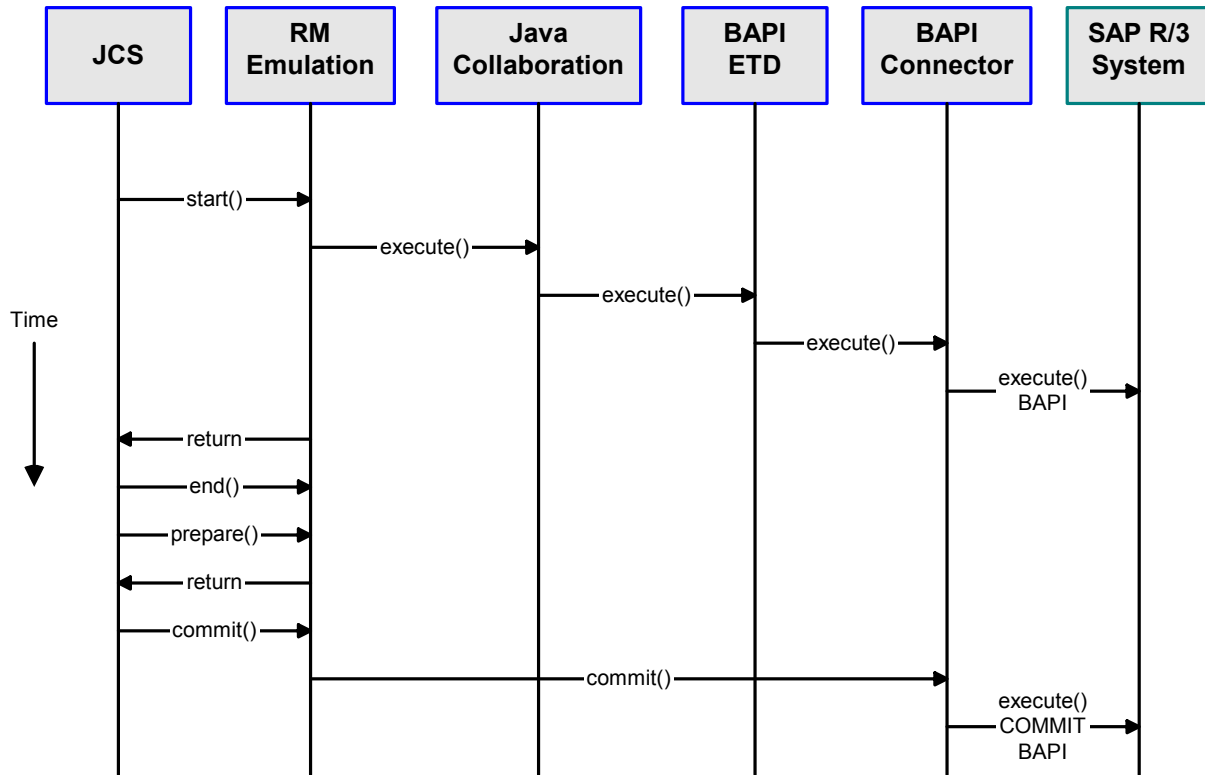 JCS
RM
Emulation
Java
Collaboration
BAPI
ETD
BAPI
Connector
SAP R/3
System
start()
execute()
execute()
Time
execute()
execute()
BAPI
return
end()
prepare()
return
commit()
commit()
execute()
COMMIT
BAPI